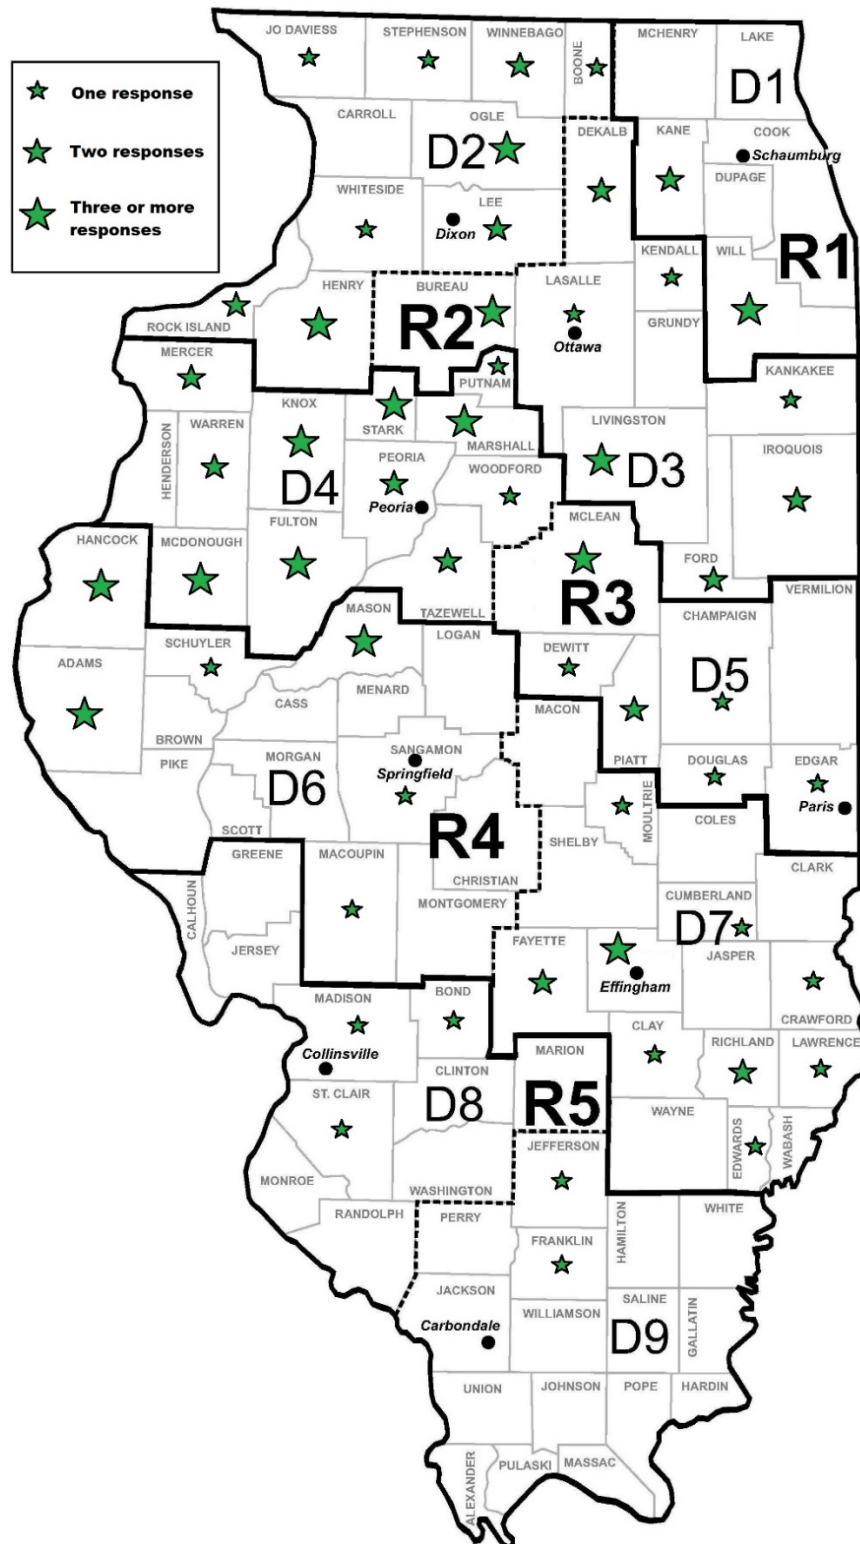 JO DAVIESS
STEPHENSON
WINNEBAGO
BOONE
MCHENRY
LAKE
D1
One response
Two responses
Three or more
responses
CARROLL
OGLE
D2
DEKALB
KANE
COOK
Schaumburg
DUPAGE
WHITESIDE
LEE
Dixon
KENDALL
WILL
R1
ROCK ISLAND
HENRY
BUREAU
R2
LASALLE
Ottawa
GRUNDY
MERCER
PUTNAM
KANKAKEE
HENDERSON
WARREN
KNOX
D4
STARK
MARSHALL
PEORIA
Peoria
WOODFORD
LIVINGSTON
D3
IROQUOIS
HANCOCK
MCDONOUGH
FULTON
TAZEWELL
MCLEAN
R3
FORD
VERMILION
ADAMS
SCHUYLER
MASON
LOGAN
DEWITT
CHAMPAIGN
D5
CASS
MENARD
MACON
BROWN
PIKE
MORGAN
D6
SCOTT
SANGAMON
Springfield
PIATT
DOUGLAS
EDGAR
Paris
R4
CHRISTIAN
SHELBY
MOULTRIE
COLES
CLARK
GREENE
CALHOUN
JERSEY
MACOUPIN
MONTGOMERY
CUMBERLAND
D7
FAYETTE
Effingham
JASPER
CRAWFORD
MADISON
Collinsville
BOND
CLINTON
D8
MARION
R5
CLAY
RICHLAND
LAWRENCE
ST. CLAIR
WAYNE
EDWARDS
WABASH
MONROE
WASHINGTON
JEFFERSON
RANDOLPH
PERRY
FRANKLIN
HAMILTON
WHITE
JACKSON
Carbondale
WILLIAMSON
SALINE
D9
GALLATIN
UNION
JOHNSON
POPE
HARDIN
ALEXANDER
PULASKI
MASSAC